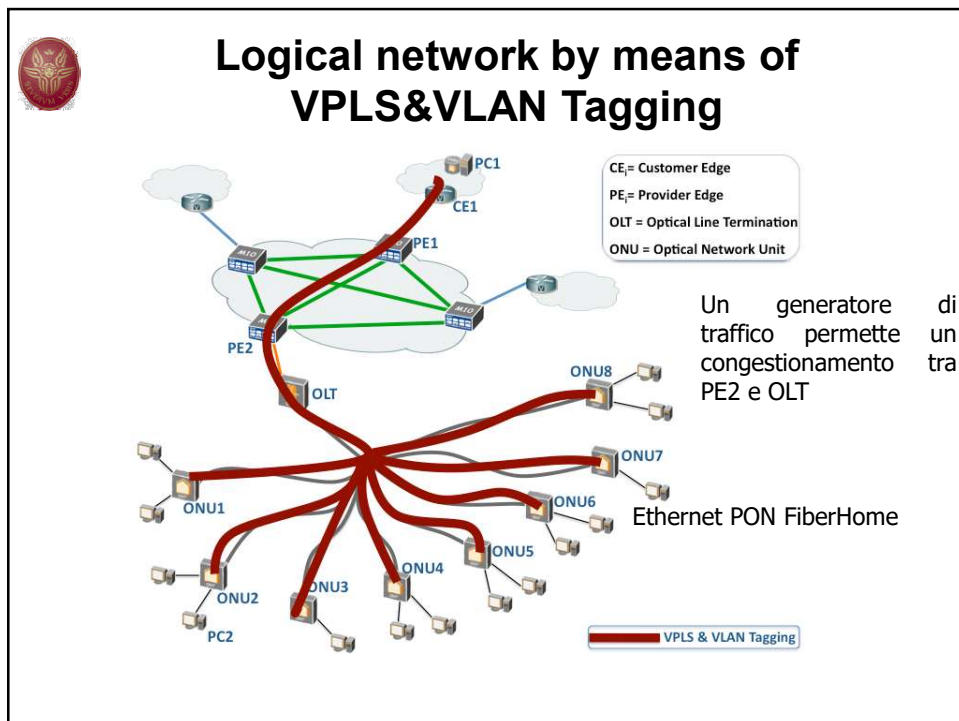 Logical network by means of
VPLS&VLAN Tagging
PC1
CE1
PE1
M10
PE2
OLT
CEi= Customer Edge
PEi= Provider Edge
OLT = Optical Line Termination
ONU = Optical Network Unit
Un generatore di
traffico permette un
congestionamento tra
PE2 e OLT
ONU8
ONU7
ONU6
Ethernet PON FiberHome
ONU5
ONU4
ONU3
ONU2
ONU1
PC2
VPLS & VLAN Tagging